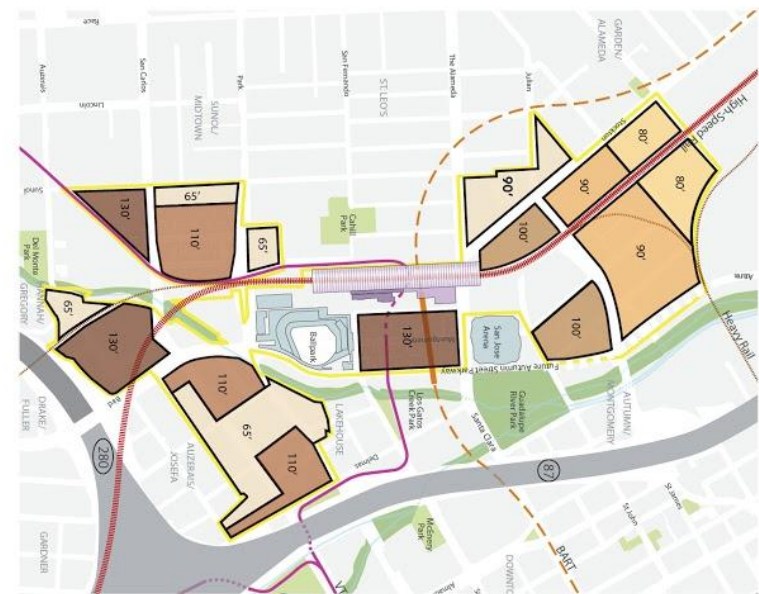 Race
Lincoln
Auzerais
San Carlos
SUNOL/
MIDTOWN
Park
San Fernando
ST. LEO'S
The Alameda
Julian
GARDEN/
ALAMEDA
Stockton
High-Speed Rail
80'
80'
90'
90'
90'
100'
100'
Sunol
130'
65'
110'
65'
Cahill
Park
Del Monte
Park
HANNAH/
GREGORY
65'
130'
Bird
DRAKE/
FULLER
Ballpark
130'
Montgomery
San Jose
Arena
Future Autumn Street Parkway
Heavy Rail
110'
65'
110'
AUZERAIS/
JOSEFA
LAKEHOUSE
Delmas
Los Gatos
Creek Park
Santa Clara
Guadalupe
River Park
AUTUMN/
MONTGOMERY
280
87
GARDNER
McEnery
Park
BART
St John
St James